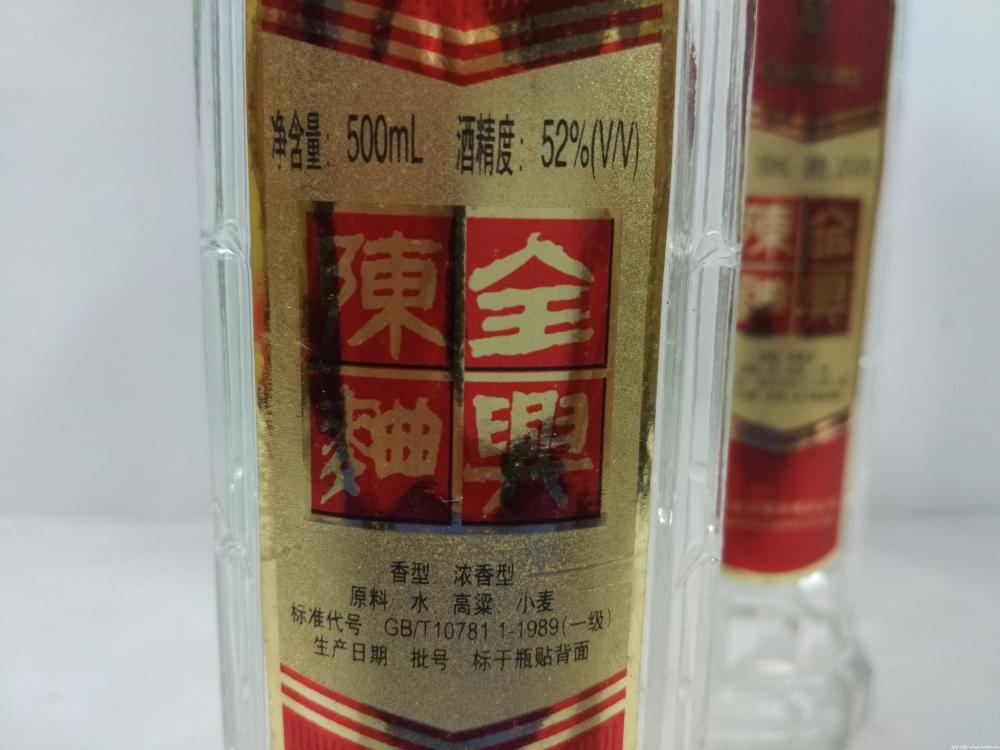 净含量：500mL 酒精度：52%(V/V)
全興
陳麯
香型 浓香型
原料 水、高粱、小麦
标准代号 GB/T10781 1-1989(一级)
生产日期 批号 标于瓶贴背面